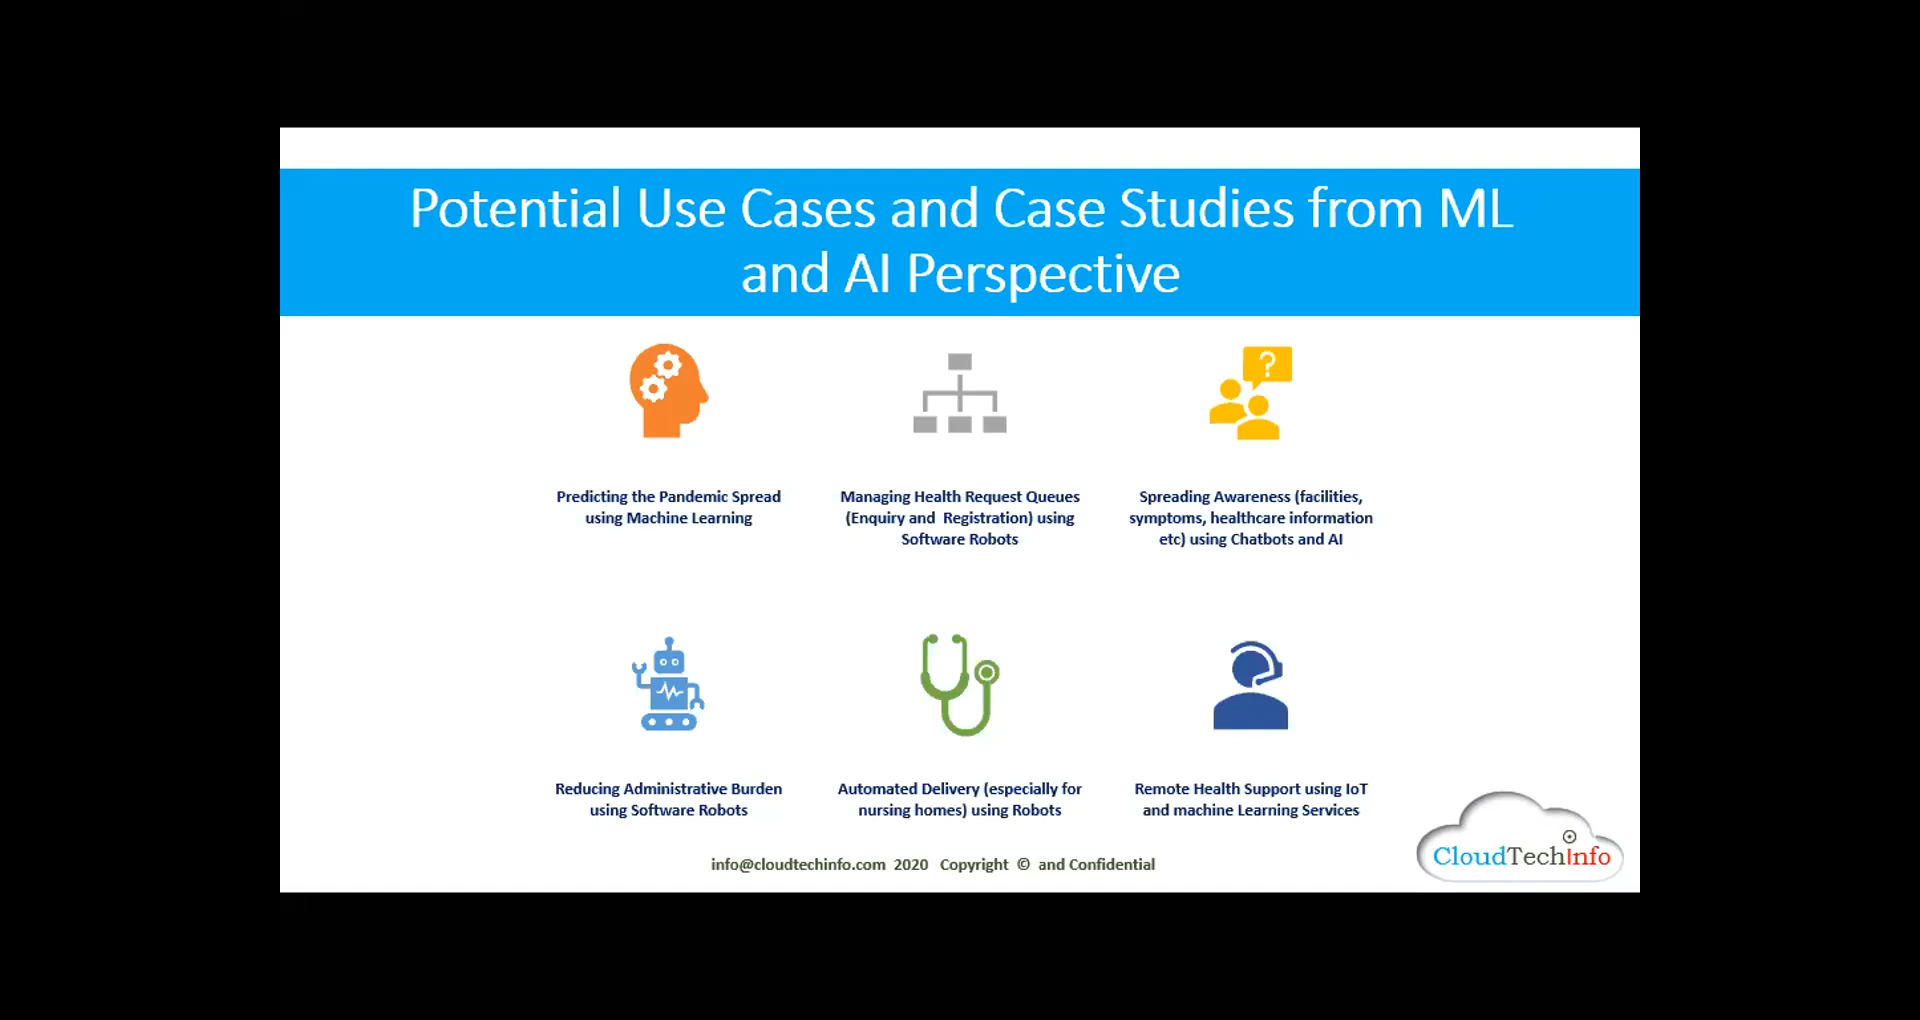 Potential Use Cases and Case Studies from ML
and AI Perspective
?
Predicting the Pandemic Spread
using Machine Learning
Managing Health Request Queues
(Enquiry and Registration) using
Software Robots
Spreading Awareness (facilities,
symptoms, healthcare information
etc) using Chatbots and AI
Reducing Administrative Burden
using Software Robots
Automated Delivery (especially for
nursing homes) using Robots
Remote Health Support using IoT
and machine Learning Services
info@cloudtechinfo.com 2020 Copyright © and Confidential
CloudTechInfo